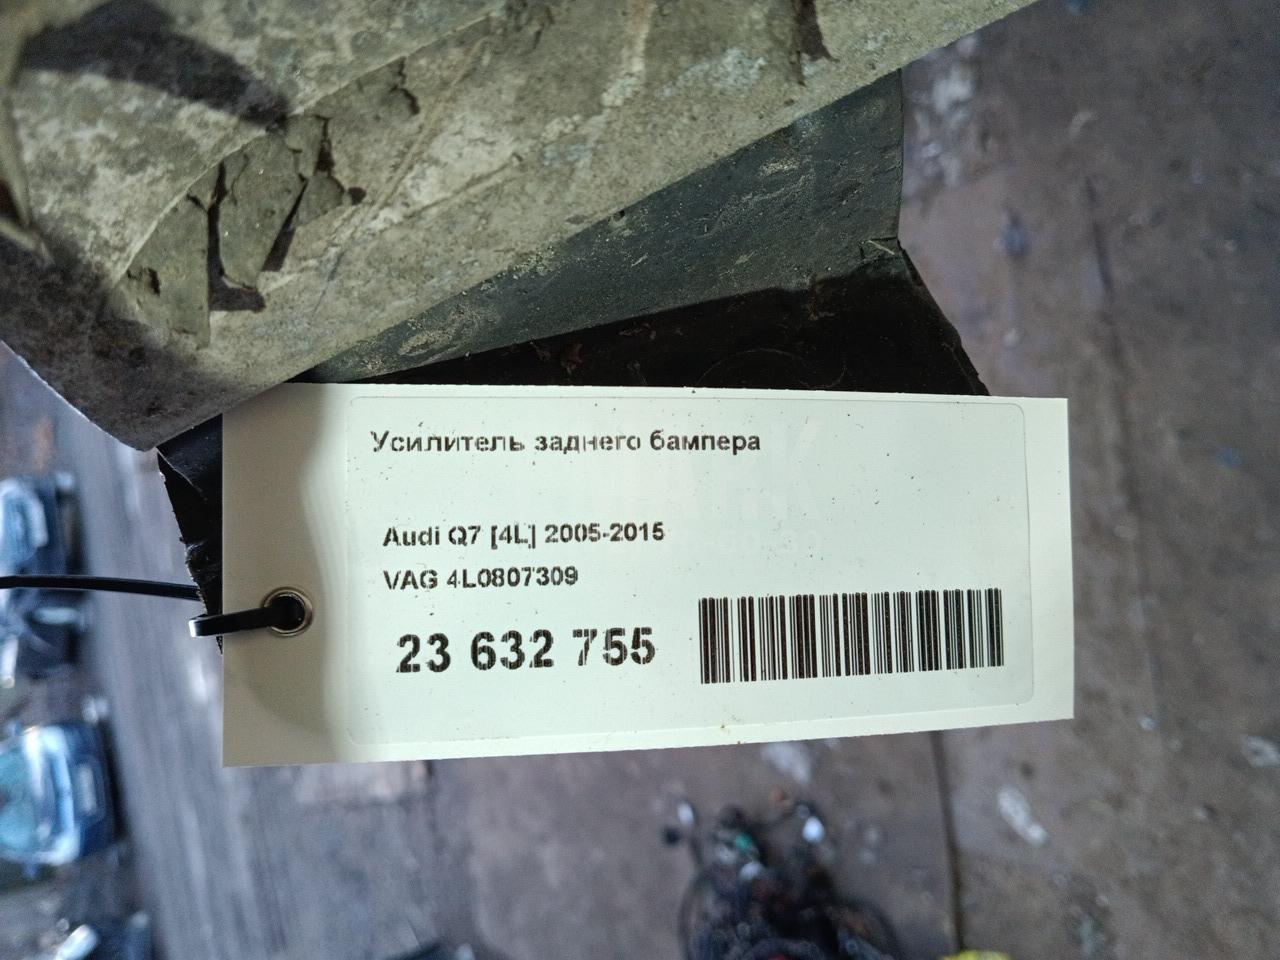 Усилитель заднего бампера
Audi Q7 [4L] 2005-2015
VAG 4L0807309
23 632 755